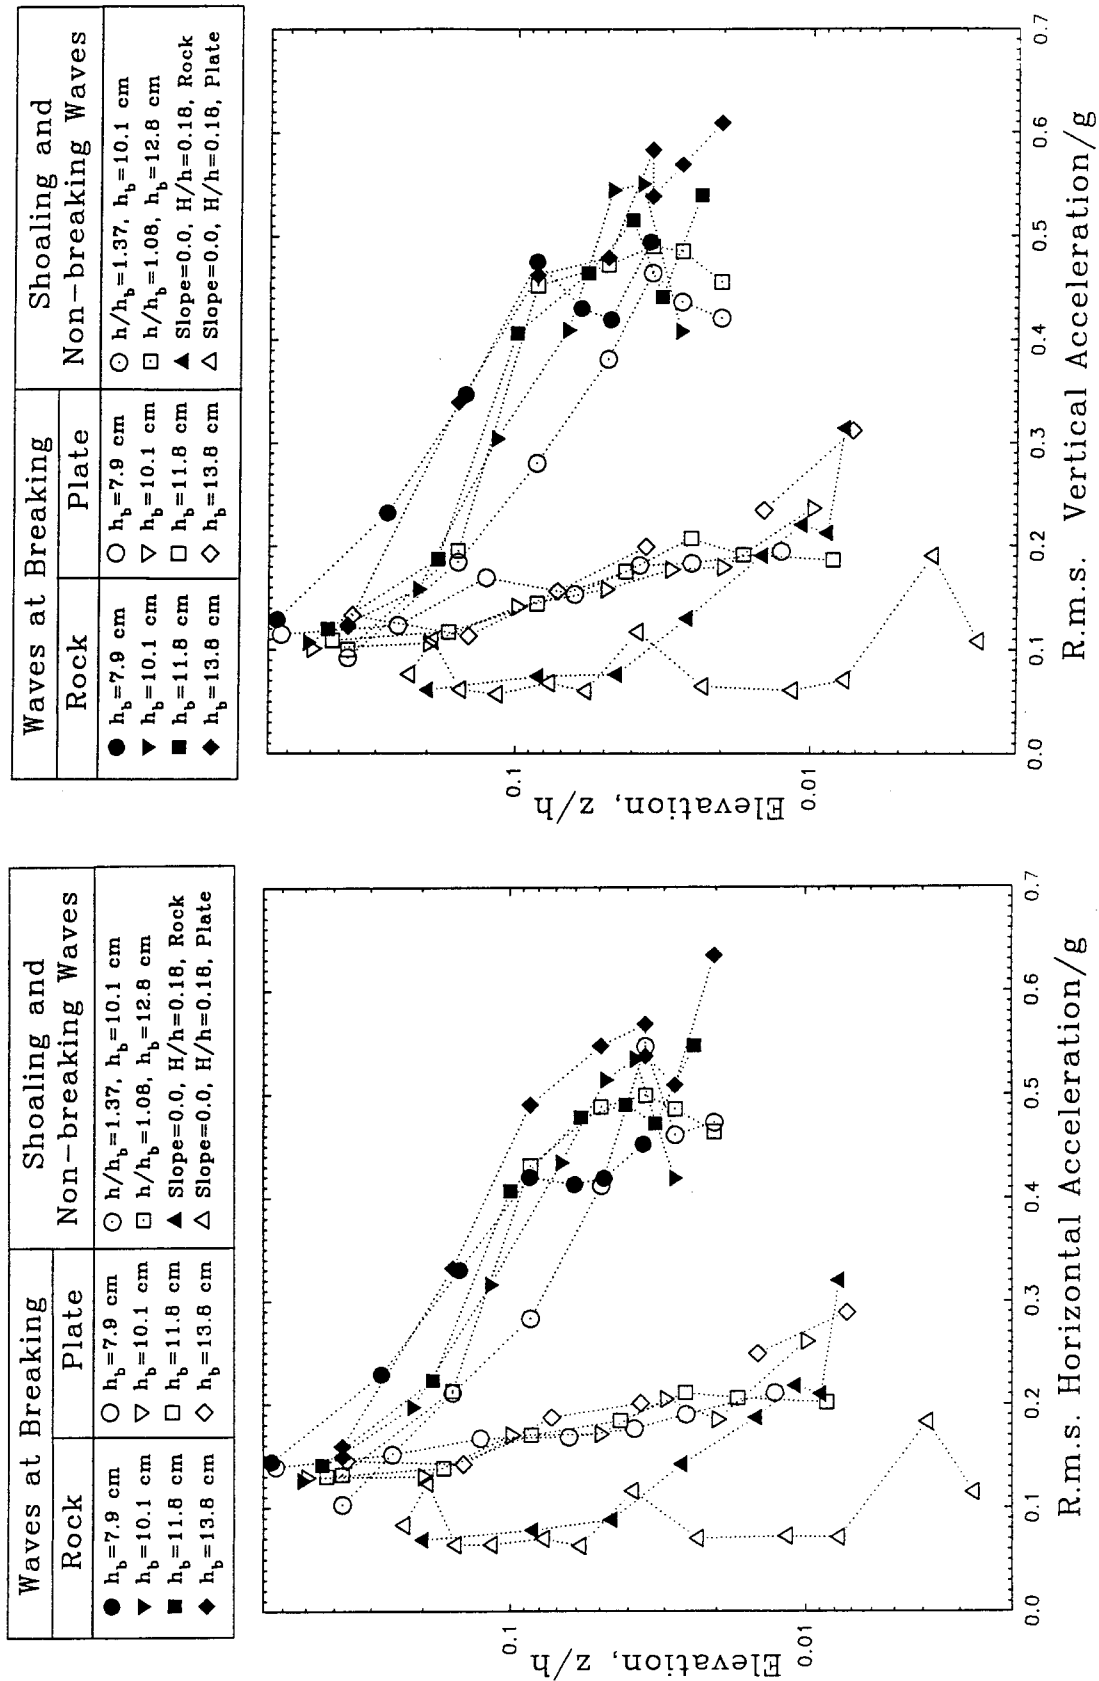 Waves at Breaking
Shoaling and
Non-breaking Waves
Rock
Plate
h_b=7.9 cm
h_b=10.1 cm
h_b=11.8 cm
h_b=13.8 cm
h_b=7.9 cm
h_b=10.1 cm
h_b=11.8 cm
h_b=13.8 cm
h/h_b=1.37, h_b=10.1 cm
h/h_b=1.08, h_b=12.8 cm
Slope=0.0, H/h=0.18, Rock
Slope=0.0, H/h=0.18, Plate
Elevation, z/h
0.1
0.01
0.0
0.1
0.2
0.3
0.4
0.5
0.6
0.7
R.m.s Horizontal Acceleration/g
Waves at Breaking
Shoaling and
Non-breaking Waves
Rock
Plate
h_b=7.9 cm
h_b=10.1 cm
h_b=11.8 cm
h_b=13.8 cm
h_b=7.9 cm
h_b=10.1 cm
h_b=11.8 cm
h_b=13.8 cm
h/h_b=1.37, h_b=10.1 cm
h/h_b=1.08, h_b=12.8 cm
Slope=0.0, H/h=0.18, Rock
Slope=0.0, H/h=0.18, Plate
Elevation, z/h
0.1
0.01
0.0
0.1
0.2
0.3
0.4
0.5
0.6
0.7
R.m.s. Vertical Acceleration/g